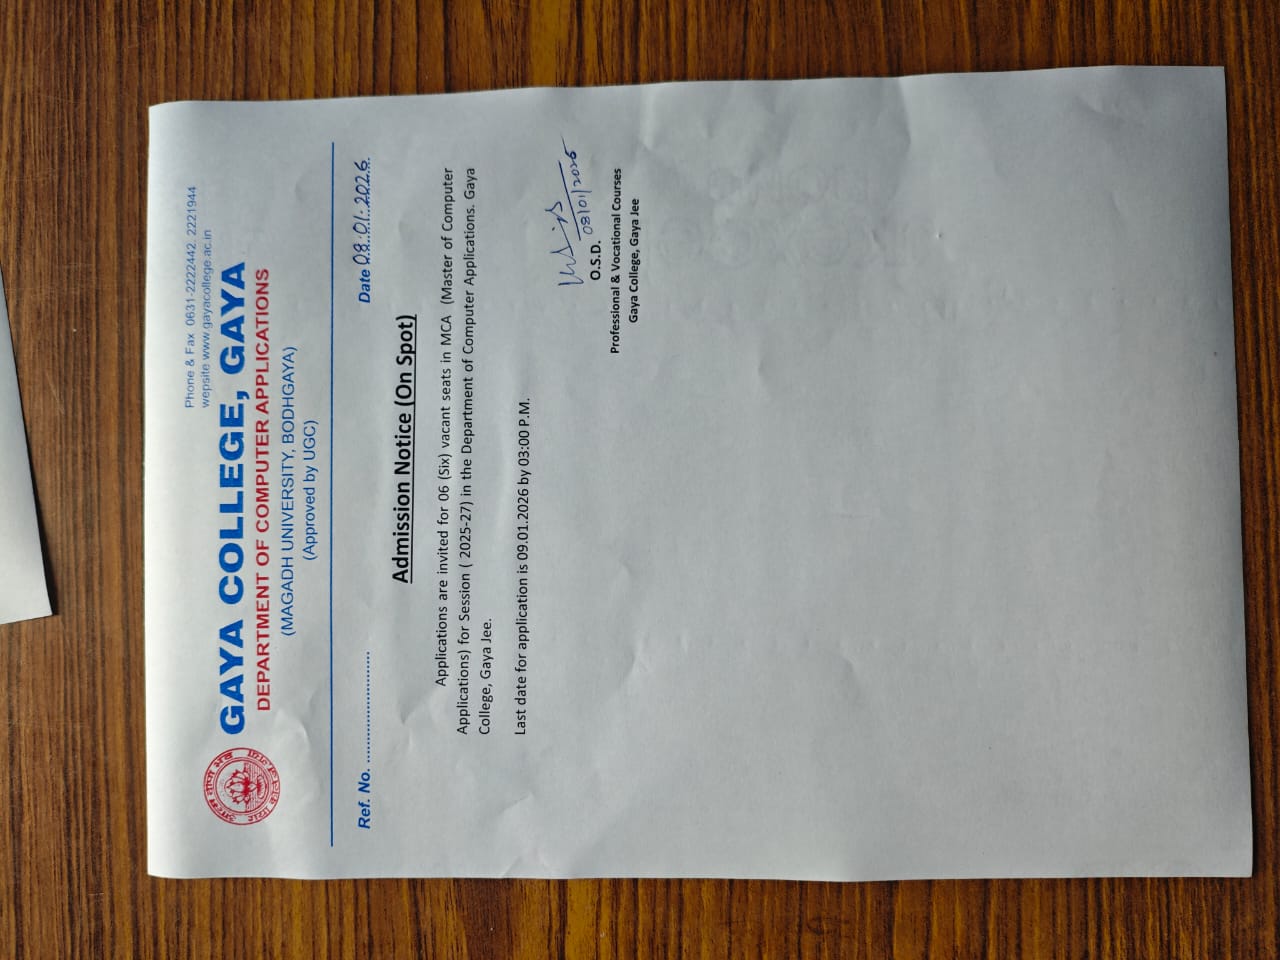 Phone & Fax 0631-2222442, 2221944
wepsite www.gayacollege.ac.in
GAYA COLLEGE, GAYA
DEPARTMENT OF COMPUTER APPLICATIONS
(MAGADH UNIVERSITY, BODHGAYA)
(Approved by UGC)
Ref. No. ........................... Date 08.01.2026
Admission Notice (On Spot)
Applications are invited for 06 (Six) vacant seats in MCA (Master of Computer
Applications) for Session ( 2025-27) in the Department of Computer Applications. Gaya
College, Gaya Jee.
Last date for application is 09.01.2026 by 03:00 P.M.
08/01/2026
O.S.D.
Professional & Vocational Courses
Gaya College, Gaya Jee